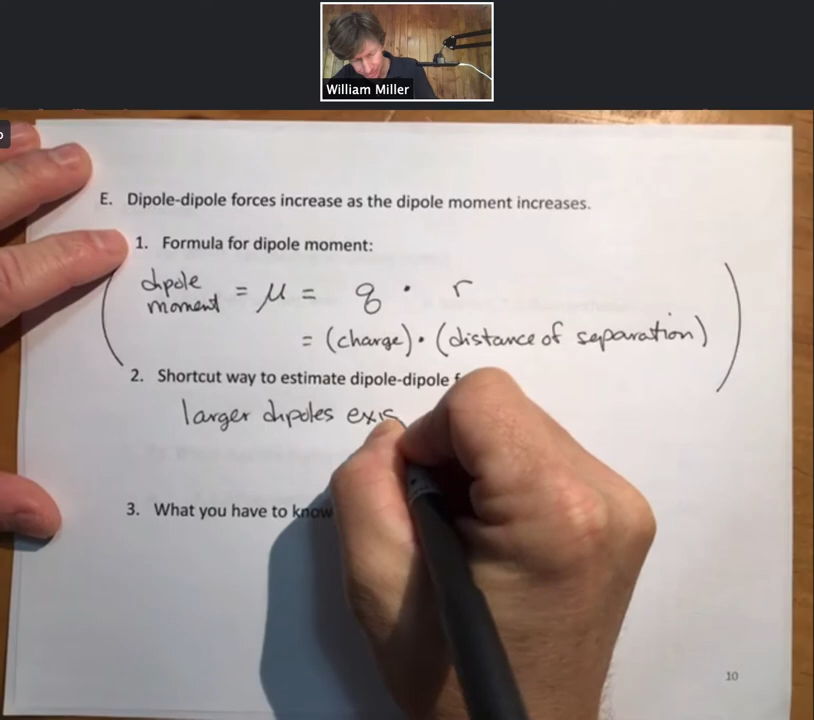 William Miller
E. Dipole-dipole forces increase as the dipole moment increases.
1. Formula for dipole moment:
dipole
moment = μ = q · r
= (charge) · (distance of separation)
2. Shortcut way to estimate dipole-dipole f
larger dipoles exis
3. What you have to know
10